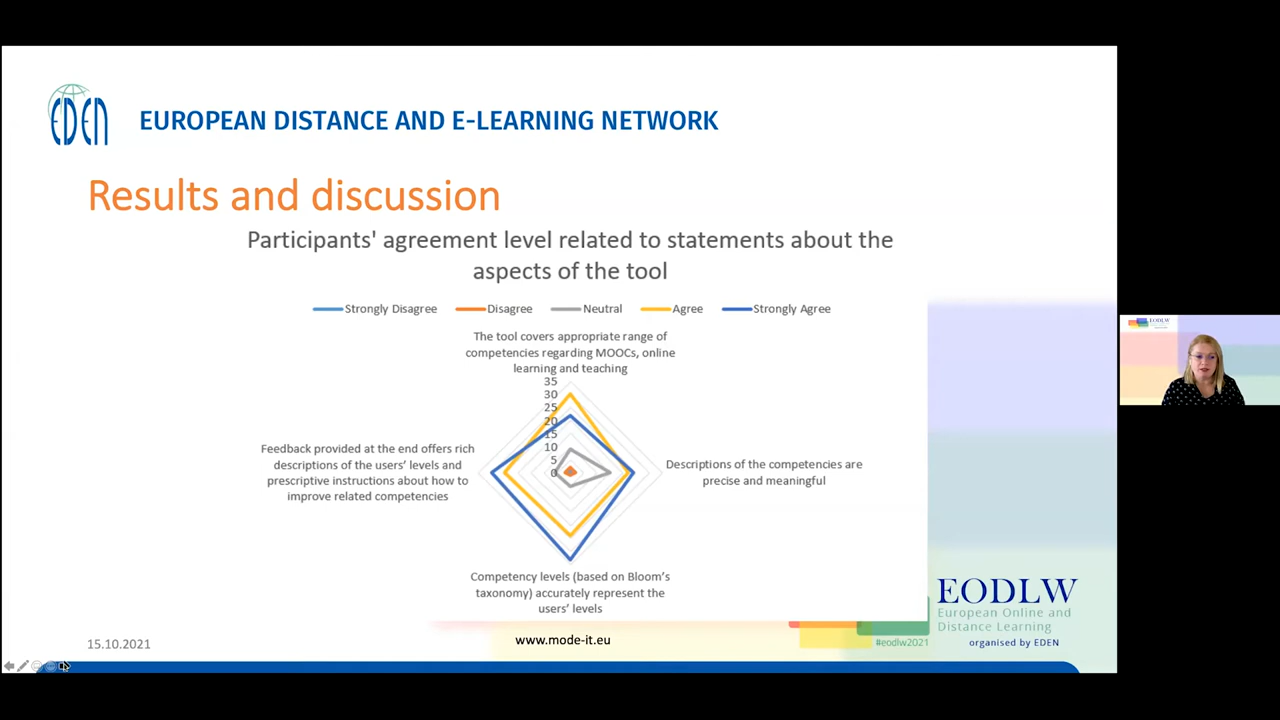 EDEN
EUROPEAN DISTANCE AND E-LEARNING NETWORK
Results and discussion
Participants' agreement level related to statements about the
aspects of the tool
Strongly Disagree Disagree Neutral Agree Strongly Agree
The tool covers appropriate range of
competencies regarding MOOCs, online
learning and teaching
35
30
25
20
15
10
5
0
Feedback provided at the end offers rich
descriptions of the users' levels and
prescriptive instructions about how to
improve related competencies
Descriptions of the competencies are
precise and meaningful
Competency levels (based on Bloom's
taxonomy) accurately represent the
users' levels
EODLW
European Online and
Distance Learning
#eodlw2021
organised by EDEN
15.10.2021
www.mode-it.eu
EODLW